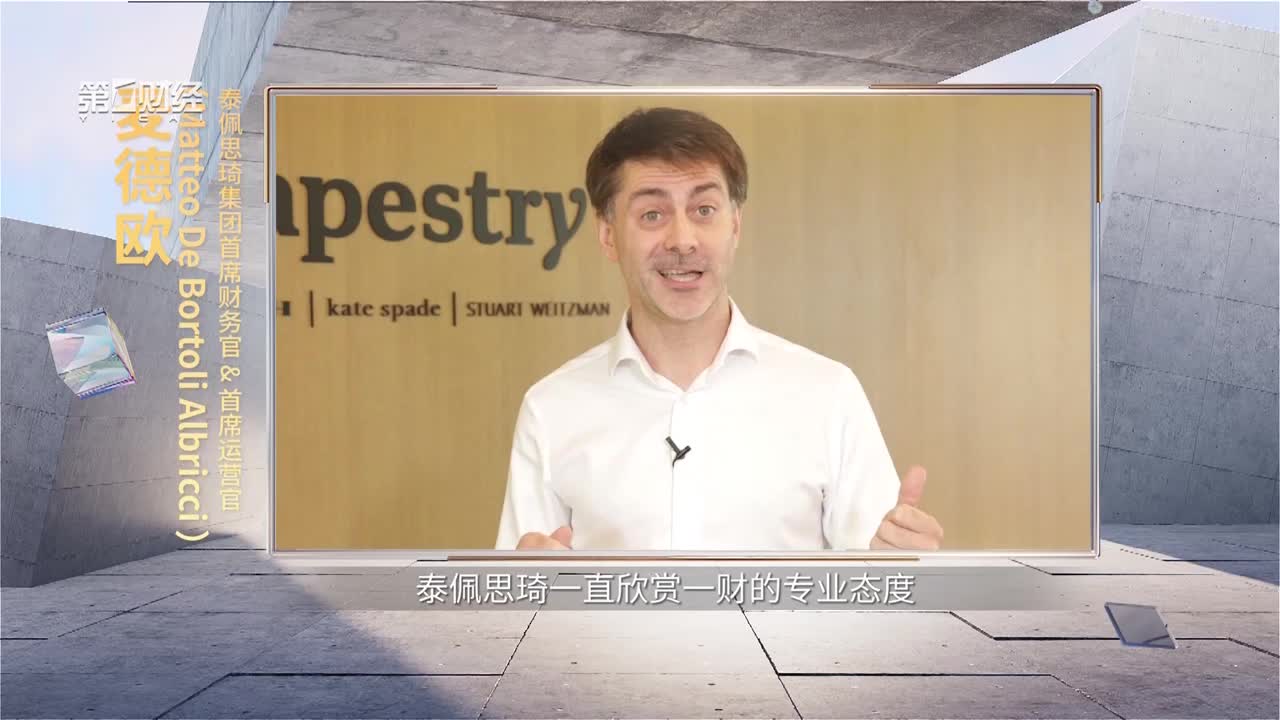 第一财经
YICAI
麦德欧
(Matteo De Bortoli Albricci)
泰佩思琦集团首席财务官 & 首席运营官
apestry
H | kate spade | STUART WEITZMAN
泰佩思琦一直欣赏一财的专业态度